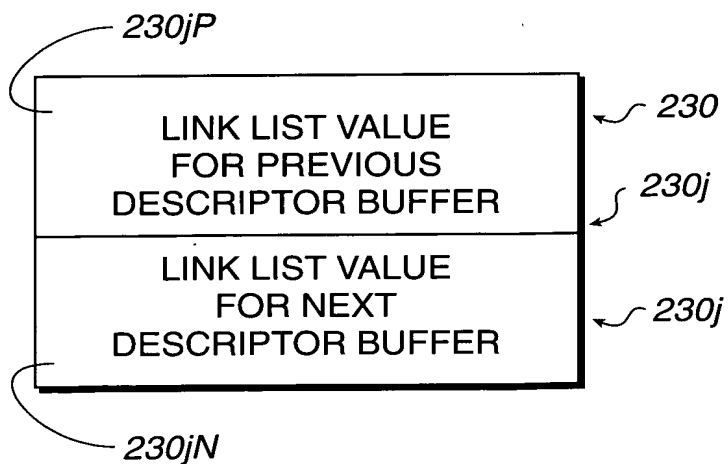 230jP
230
LINK LIST VALUE
FOR PREVIOUS
DESCRIPTOR BUFFER
230j
LINK LIST VALUE
FOR NEXT
DESCRIPTOR BUFFER
230j
230jN